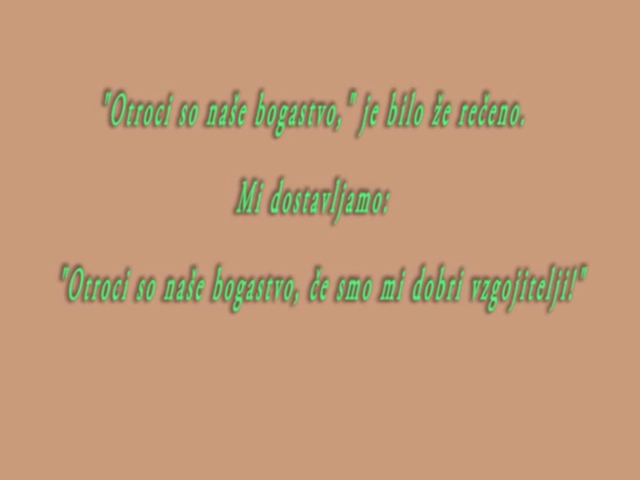 "Otroci so naše bogastvo," je bilo že rečeno.
Mi dostavljamo:
"Otroci so naše bogastvo, če smo mi dobri vzgojitelji!"